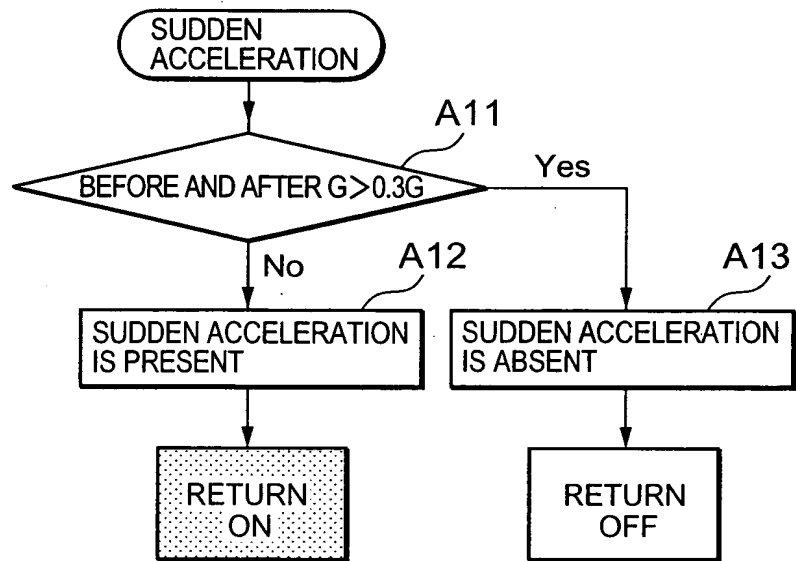 SUDDEN
ACCELERATION
A11
BEFORE AND AFTER G>0.3G
Yes
No
A12
A13
SUDDEN ACCELERATION
IS PRESENT
SUDDEN ACCELERATION
IS ABSENT
RETURN
ON
RETURN
OFF